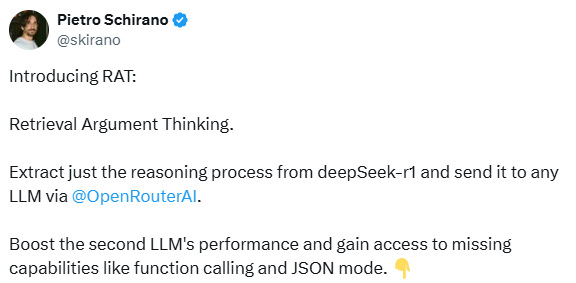 Pietro Schirano
@skirano
Introducing RAT:
Retrieval Argument Thinking.
Extract just the reasoning process from deepSeek-r1 and send it to any
LLM via @OpenRouterAI.
Boost the second LLM's performance and gain access to missing
capabilities like function calling and JSON mode. 👇